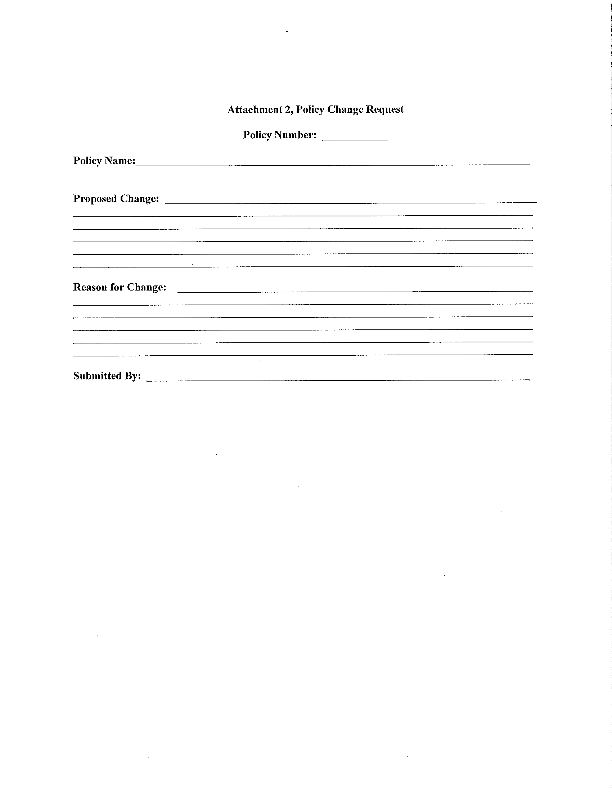 Attachment 2, Policy Change Request
Policy Number:
Policy Name:
Proposed Change:
Reason for Change:
Submitted By: